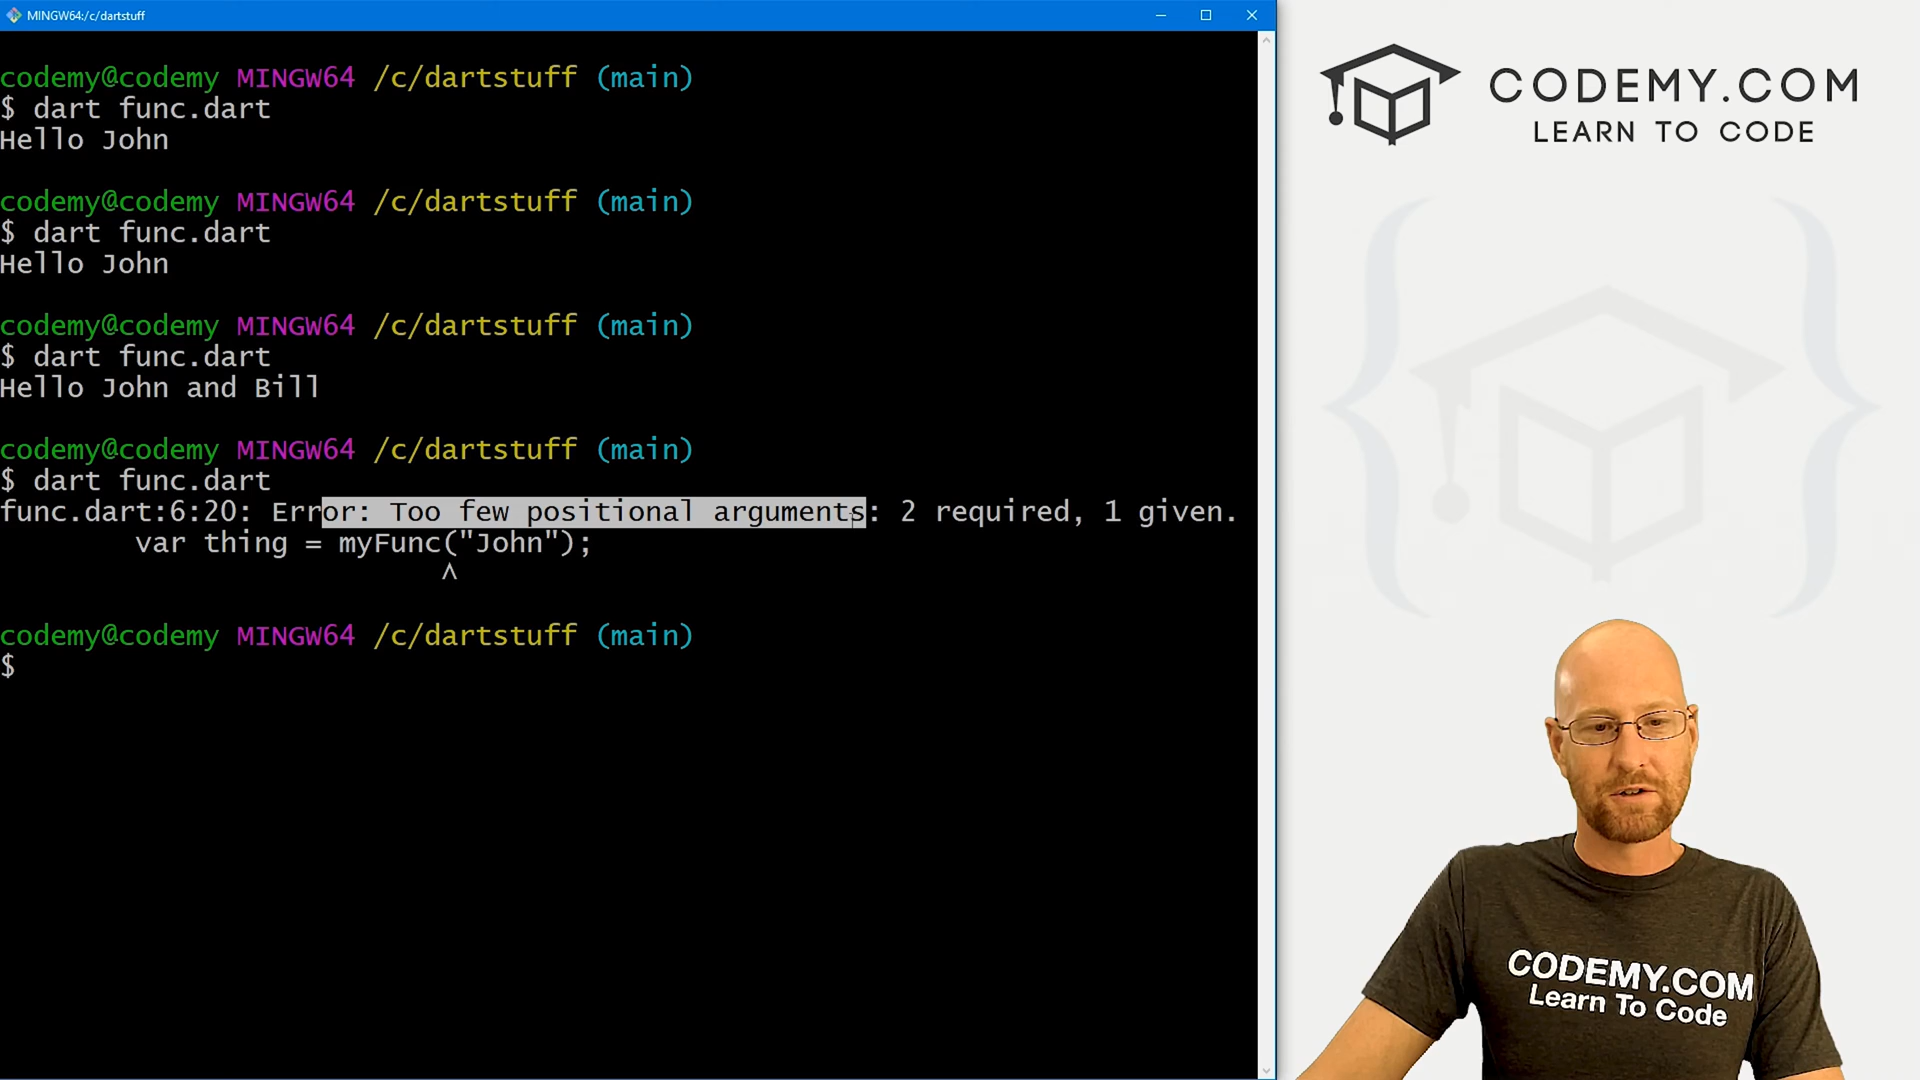 MINGW64:/c/dartstuff
codemy@codemy MINGW64 /c/dartstuff (main)
$ dart func.dart
Hello John
codemy@codemy MINGW64 /c/dartstuff (main)
$ dart func.dart
Hello John
codemy@codemy MINGW64 /c/dartstuff (main)
$ dart func.dart
Hello John and Bill
codemy@codemy MINGW64 /c/dartstuff (main)
$ dart func.dart
func.dart:6:20: Error: Too few positional arguments: 2 required, 1 given.
var thing = myFunc("John");
^
codemy@codemy MINGW64 /c/dartstuff (main)
$
CODEMY.COM
LEARN TO CODE
CODEMY.COM
Learn To Code